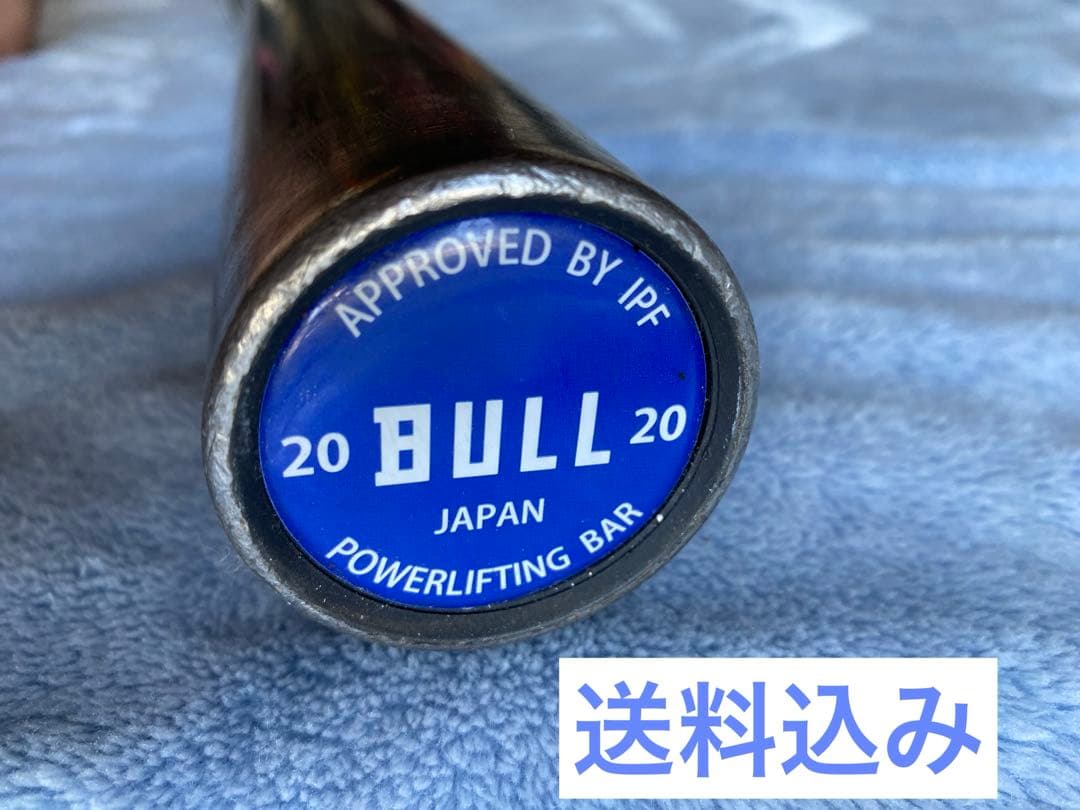 APPROVED BY IPF
20 BULL 20
JAPAN
POWERLIFTING BAR
送料込み